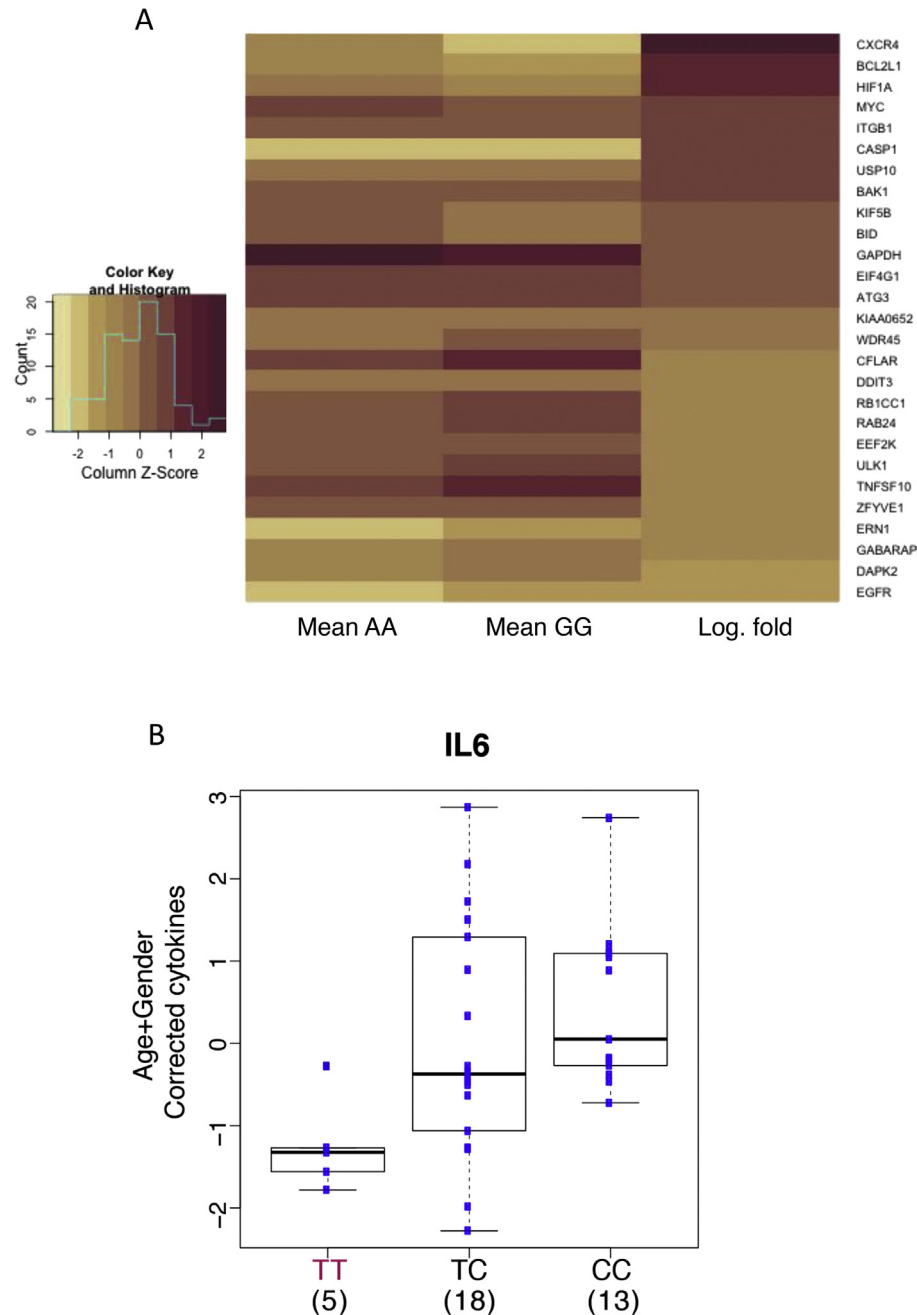 A
CXCR4
BCL2L1
HIF1A
MYC
ITGB1
CASP1
USP10
BAK1
KIF5B
BID
GAPDH
EIF4G1
ATG3
KIAA0652
WDR45
CFLAR
DDIT3
RB1CC1
RAB24
EEF2K
ULK1
TNFSF10
ZFYVE1
ERN1
GABARAP
DAPK2
EGFR
Color Key
and Histogram
Count
0 5 10 15 20
-2 -1 0 1 2
Column Z-Score
Mean AA Mean GG Log. fold
B
IL6
Age+Gender
Corrected cytokines
3
2
1
0
−1
−2
TT TC CC
(5) (18) (13)